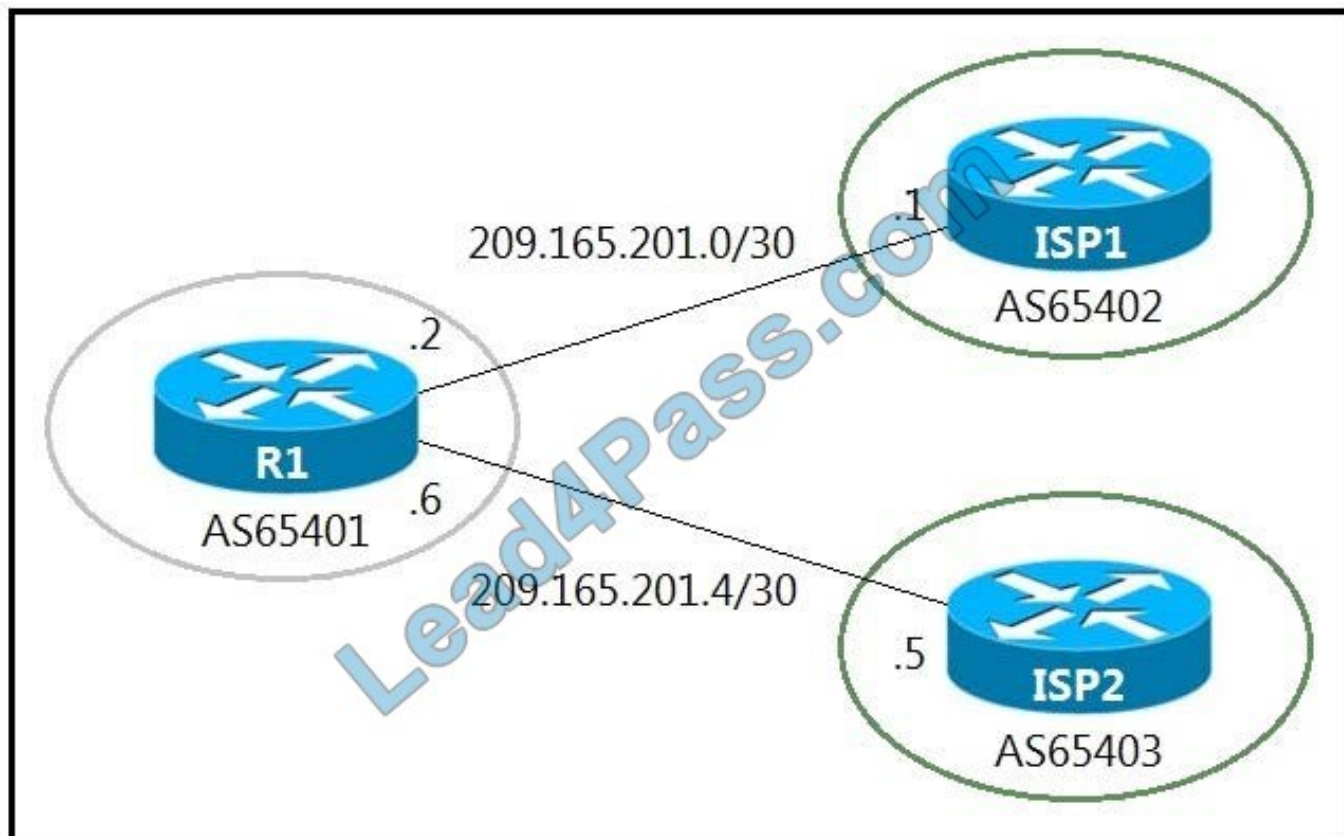 .1
209.165.201.0/30
ISP1
AS65402
.2
R1
AS65401
.6
209.165.201.4/30
.5
ISP2
AS65403
Lead4Pass.com